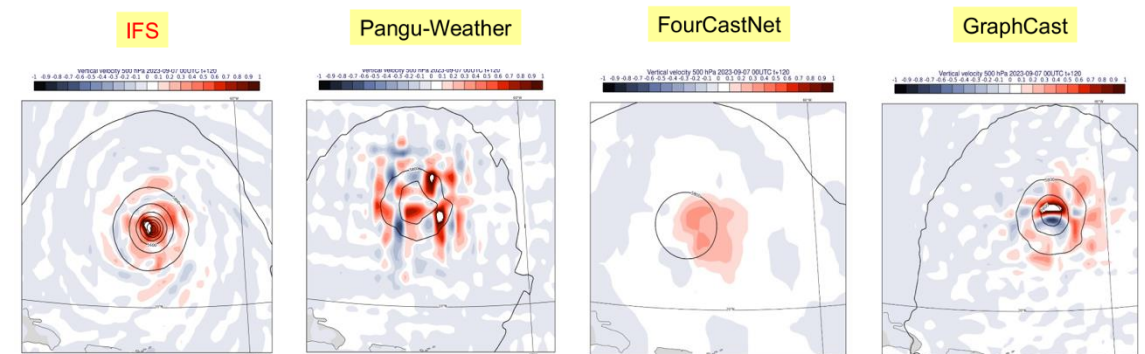 IFS
Pangu-Weather
FourCastNet
GraphCast
Vertical velocity 500 hPa 2023-09-07 00UTC t+120
-1 -0.9-0.8-0.7-0.6-0.5-0.4-0.3-0.2-0.1 0 0.1 0.2 0.3 0.4 0.5 0.6 0.7 0.8 0.9 1
Vertical velocity 500 hPa 2023-09-07 00UTC t+120
-1 -0.9-0.8-0.7-0.6-0.5-0.4-0.3-0.2-0.1 0 0.1 0.2 0.3 0.4 0.5 0.6 0.7 0.8 0.9 1
Vertical velocity 500 hPa 2023-09-07 00UTC t+120
-1 -0.9-0.8-0.7-0.6-0.5-0.4-0.3-0.2-0.1 0 0.1 0.2 0.3 0.4 0.5 0.6 0.7 0.8 0.9 1
Vertical velocity 500 hPa 2023-09-07 00UTC t+120
-1 -0.9-0.8-0.7-0.6-0.5-0.4-0.3-0.2-0.1 0 0.1 0.2 0.3 0.4 0.5 0.6 0.7 0.8 0.9 1